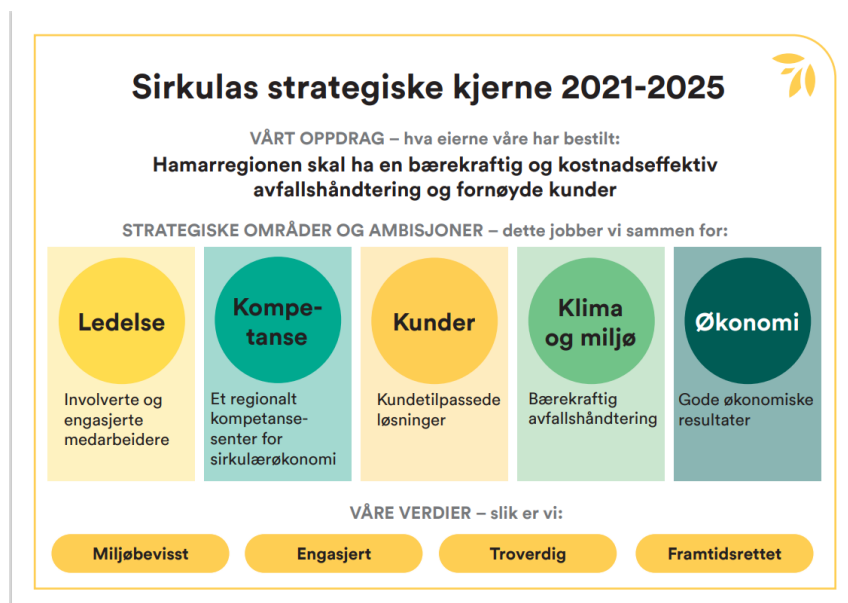 Sirkulas strategiske kjerne 2021-2025
VÅRT OPPDRAG – hva eierne våre har bestilt:
Hamarregionen skal ha en bærekraftig og kostnadseffektiv
avfallshåndtering og fornøyde kunder
STRATEGISKE OMRÅDER OG AMBISJONER – dette jobber vi sammen for:
Ledelse
Involverte og
engasjerte
medarbeidere
Kompe-
tanse
Et regionalt
kompetanse-
senter for
sirkulærøkonomi
Kunder
Kundetilpassede
løsninger
Klima
og miljø
Bærekraftig
avfallshåndtering
Økonomi
Gode økonomiske
resultater
VÅRE VERDIER – slik er vi:
Miljøbevisst
Engasjert
Troverdig
Framtidsrettet